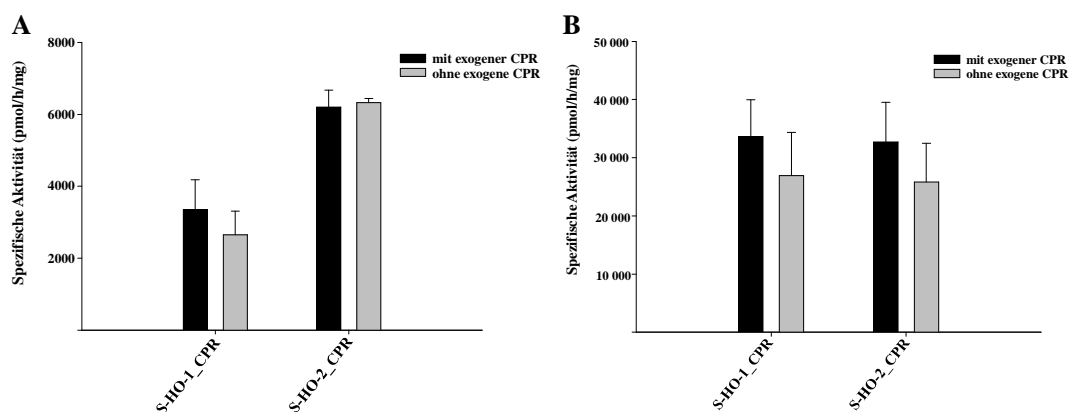 A
Spezifische Aktivität (pmol/h/mg)
8000
6000
4000
2000
mit exogener CPR
ohne exogene CPR
S-HO-1_CPR
S-HO-2_CPR
B
Spezifische Aktivität (pmol/h/mg)
50 000
40 000
30 000
20 000
10 000
mit exogener CPR
ohne exogene CPR
S-HO-1_CPR
S-HO-2_CPR